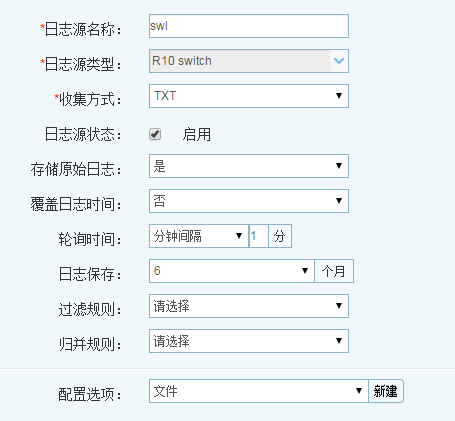 *日志源名称： swl
*日志源类型： R10 switch
*收集方式： TXT
日志源状态： 启用
存储原始日志： 是
覆盖日志时间： 否
轮询时间： 分钟间隔 1 分
日志保存： 6 个月
过滤规则： 请选择
归并规则： 请选择
配置选项： 文件 新建